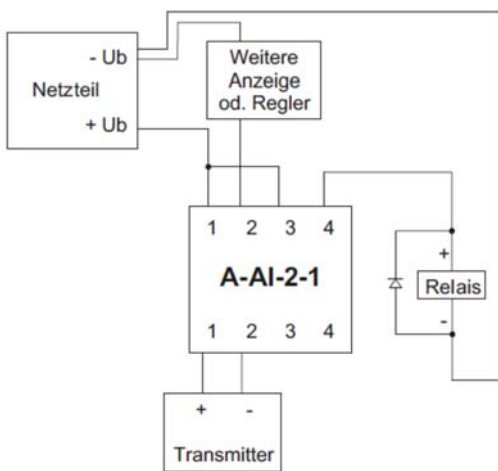 - Ub
Netzteil
+ Ub
Weitere
Anzeige
od. Regler
1 2 3 4
A-AI-2-1
1 2 3 4
+
Relais
-
+ -
Transmitter